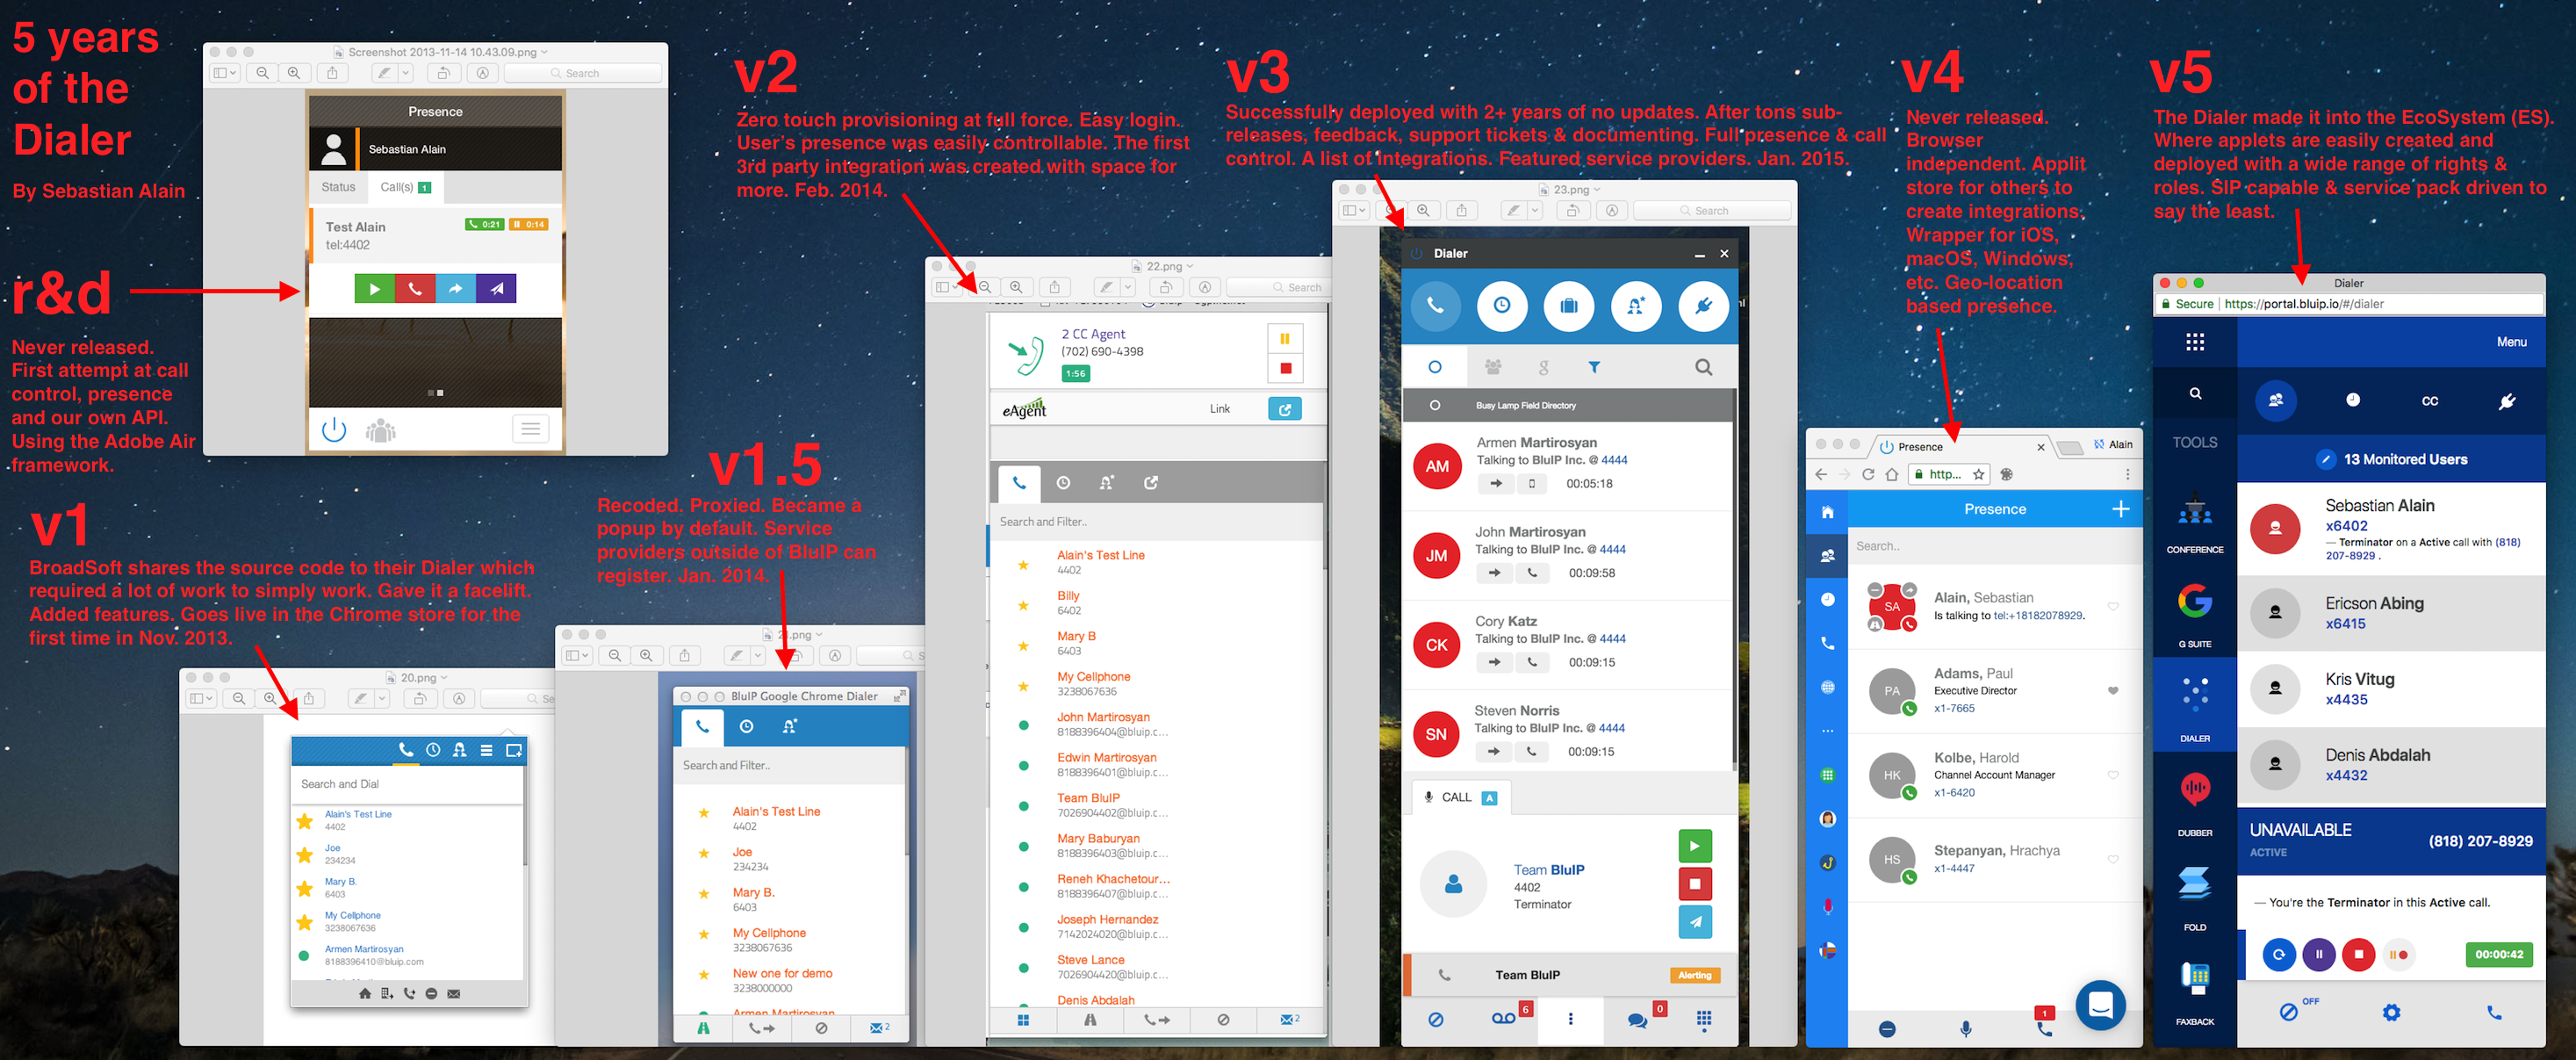 5 years
of the
Dialer
By Sebastian Alain
r&d
Never released.
First attempt at call
control, presence
and our own API.
Using the Adobe Air
framework.
Screenshot 2013-11-14 10.43.09.png
Search
Presence
Sebastian Alain
Status
Call(s) 1
Test Alain
0:21
0:14
tel:4402
v1
BroadSoft shares the source code to their Dialer which
required a lot of work to simply work. Gave it a facelift.
Added features. Goes live in the Chrome store for the
first time in Nov. 2013.
20.png
Se
Search and Dial
Alain's Test Line
4402
Joe
234234
Mary B.
6403
My Cellphone
3238067636
Armen Martirosyan
8188396410@bluip.com
v1.5
Recoded. Proxied. Became a
popup by default. Service
providers outside of BluIP can
register. Jan. 2014.
.png
S
BluIP Google Chrome Dialer
Search and Filter..
Alain's Test Line
4402
Joe
234234
Mary B.
6403
My Cellphone
3238067636
New one for demo
3238000000
Armen Martirosyan
2
v2
Zero touch provisioning at full force. Easy login.
User's presence was easily controllable. The first
3rd party integration was created with space for
more. Feb. 2014.
22.png
Search
2 CC Agent
(702) 690-4398
1:56
eAgent
Link
Search and Filter..
Alain's Test Line
4402
Billy
6402
Mary B
6403
My Cellphone
3238067636
John Martirosyan
8188396404@bluip.c...
Edwin Martirosyan
8188396401@bluip.c...
Team BluIP
7026904402@bluip.c...
Mary Baburyan
8188396403@bluip.c...
Reneh Khachetour...
8188396407@bluip.c...
Joseph Hernandez
7142024020@bluip.c...
Steve Lance
7026904420@bluip.c...
Denis Abdalah
2
v3
Successfully deployed with 2+ years of no updates. After tons sub-
releases, feedback, support tickets & documenting. Full presence & call
control. A list of integrations. Featured service providers. Jan. 2015.
23.png
Search
Dialer
g
Busy Lamp Field Directory
AM
Armen Martirosyan
Talking to BluIP Inc. @ 4444
00:05:18
JM
John Martirosyan
Talking to BluIP Inc. @ 4444
00:09:58
CK
Cory Katz
Talking to BluIP Inc. @ 4444
00:09:15
SN
Steven Norris
Talking to BluIP Inc. @ 4444
00:09:15
CALL A
Team BluIP
4402
Terminator
Team BluIP
Alerting
6
0
v4
Never released.
Browser
independent. Applit
store for others to
create integrations.
Wrapper for iOS,
macOS, Windows,
etc. Geo-location
based presence.
Presence
Alain
http...
Presence
Search..
SA
Alain, Sebastian
Is talking to tel:+18182078929.
PA
Adams, Paul
Executive Director
x1-7665
HK
Kolbe, Harold
Channel Account Manager
x1-6420
HS
Stepanyan, Hrachya
x1-4447
1
v5
The Dialer made it into the EcoSystem (ES).
Where applets are easily created and
deployed with a wide range of rights &
roles. SIP capable & service pack driven to
say the least.
Dialer
Secure | https://portal.bluip.io/#/dialer
Menu
CC
TOOLS
CONFERENCE
G SUITE
DIALER
DUBBER
FOLD
FAXBACK
13 Monitored Users
Sebastian Alain
x6402
— Terminator on a Active call with (818)
207-8929 .
Ericson Abing
x6415
Kris Vitug
x4435
Denis Abdalah
x4432
UNAVAILABLE
ACTIVE
(818) 207-8929
— You're the Terminator in this Active call.
00:00:42
OFF